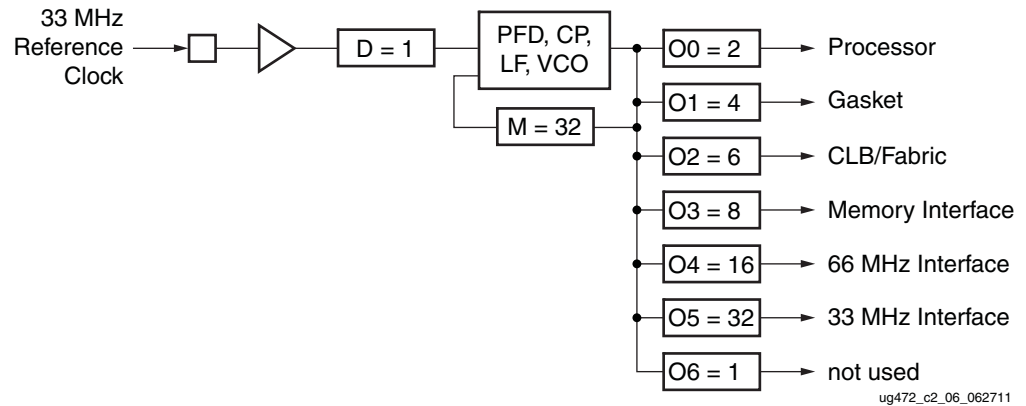 33 MHz
Reference
Clock
D = 1
PFD, CP,
LF, VCO
M = 32
O0 = 2
Processor
O1 = 4
Gasket
O2 = 6
CLB/Fabric
O3 = 8
Memory Interface
O4 = 16
66 MHz Interface
O5 = 32
33 MHz Interface
O6 = 1
not used
ug472_c2_06_062711